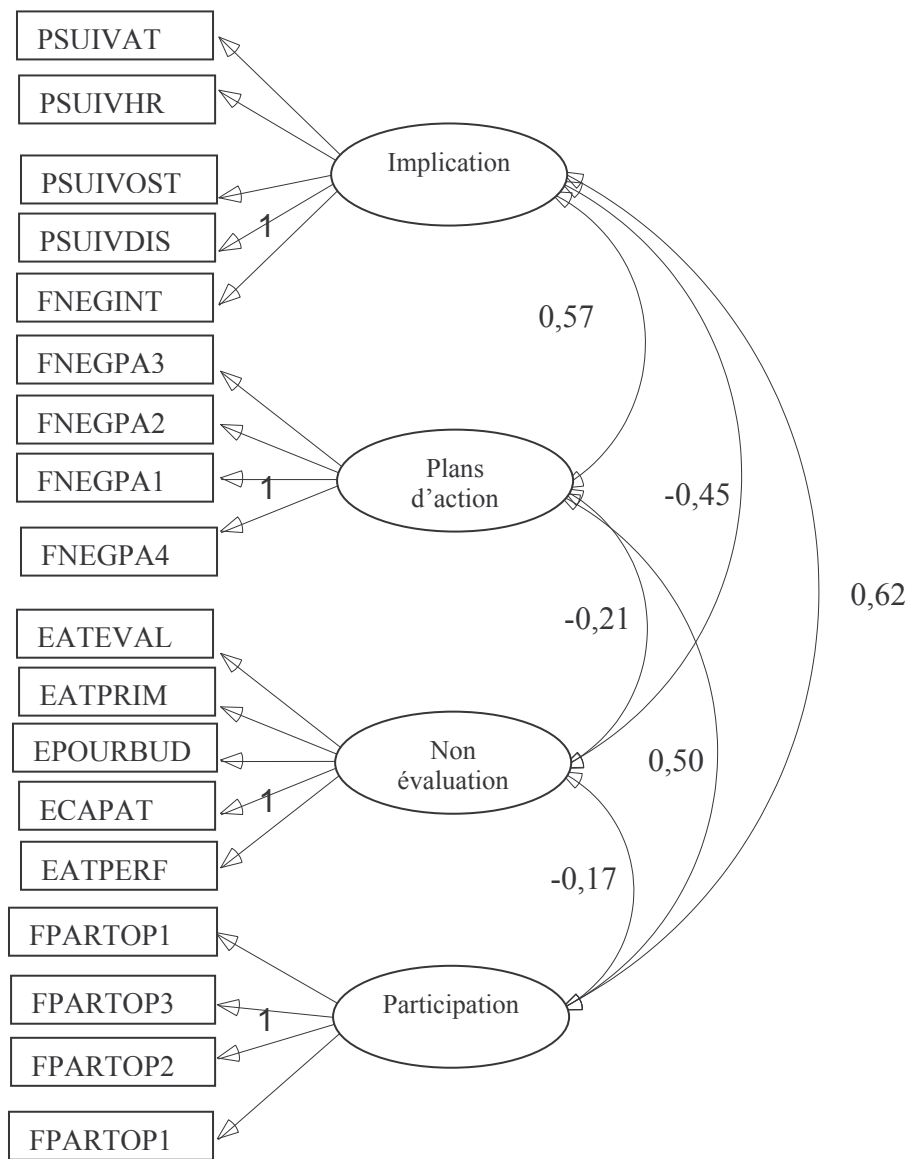 PSUIVAT
PSUIVHR
Implication
PSUIVOST
PSUIVDIS
1
FNEGINT
0,57
FNEGPA3
FNEGPA2
FNEGPA1
1
Plans
d’action
-0,45
FNEGPA4
0,62
-0,21
EATEVAL
EATPRIM
EPOURBUD
Non
évaluation
0,50
ECAPAT
1
EATPERF
-0,17
FPARTOP1
FPARTOP3
1
Participation
FPARTOP2
FPARTOP1